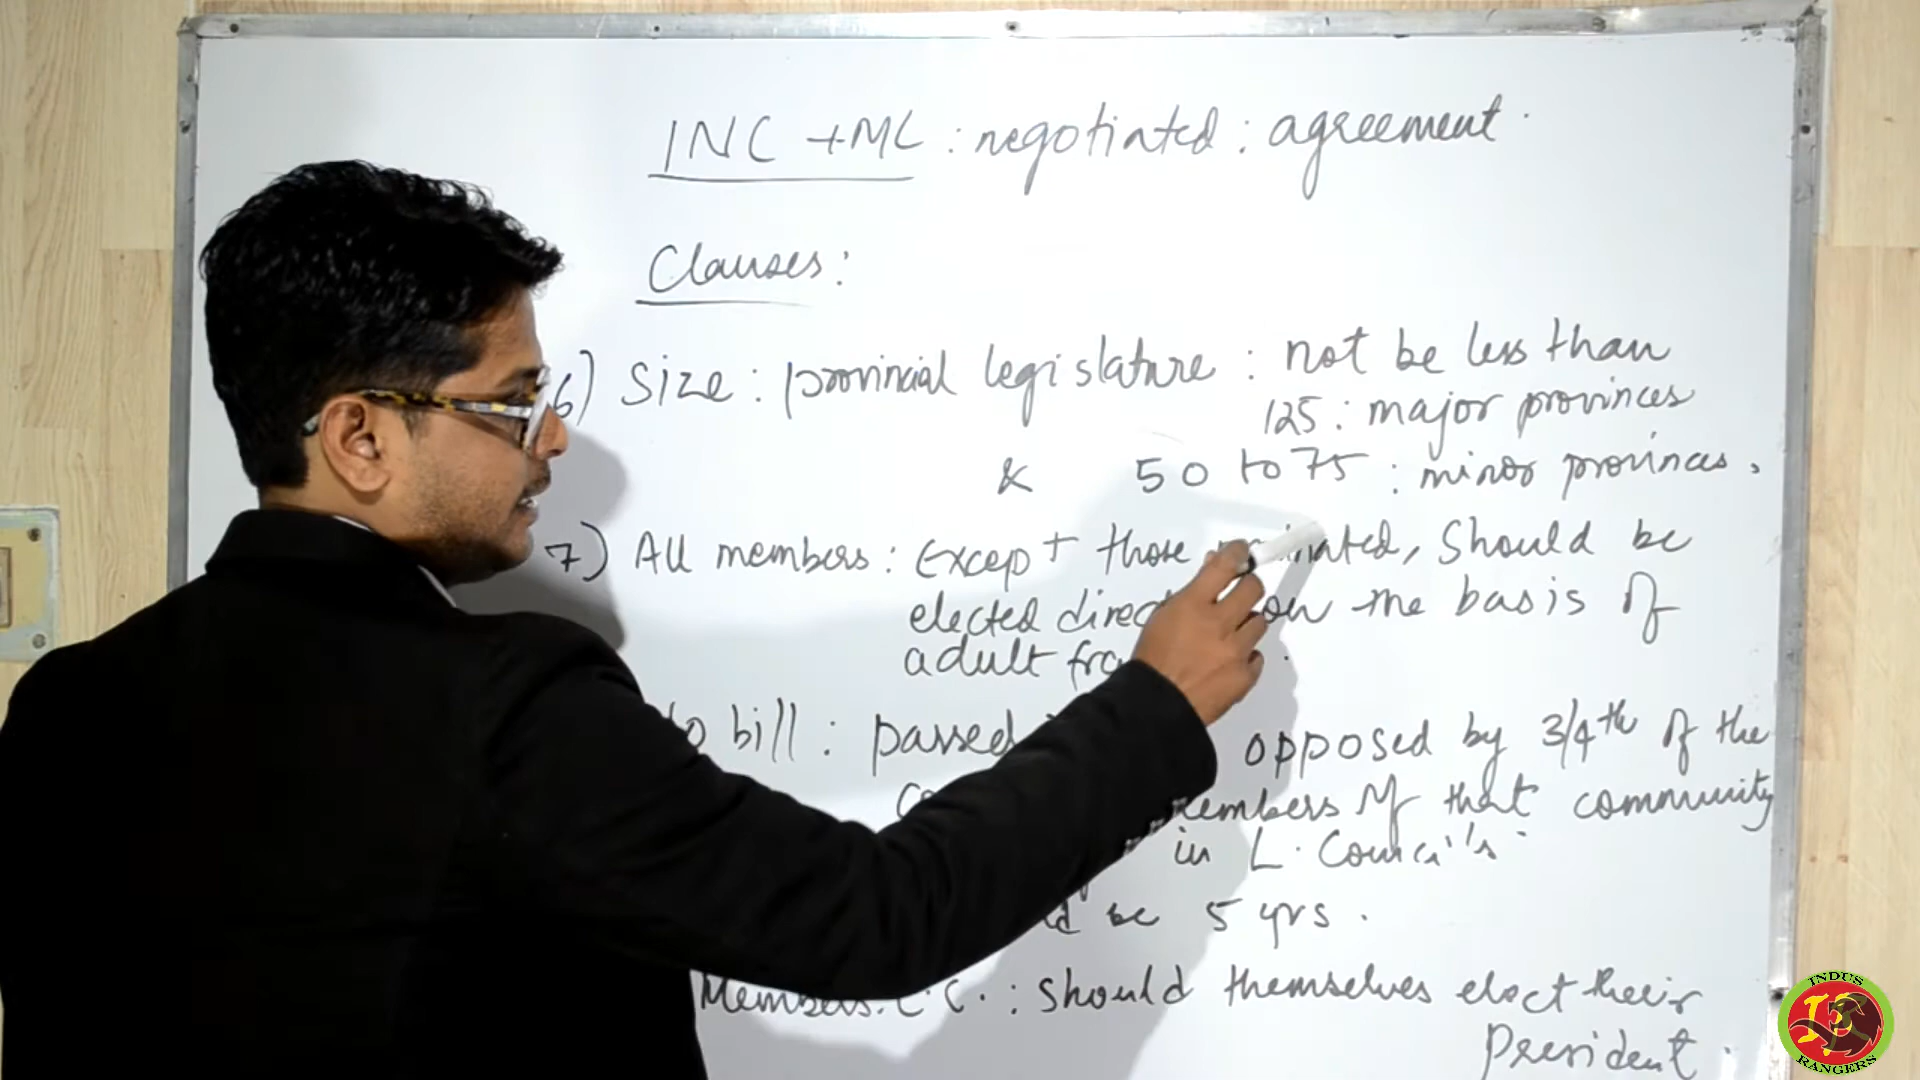 INC + ML : negotiated : agreement.
Clauses :
6) Size : provincial legislature : not be less than
125 : major provinces
& 50 to 75 : minor provinces.
7) All members : Except those nominated, should be
elected on the basis of
adult
bill : passed opposed by 3/4th of the
members of that community
in L. Councils.
be 5 yrs.
Members L.C. : should themselves elect their
President.
INDUS
IR
RANGERS